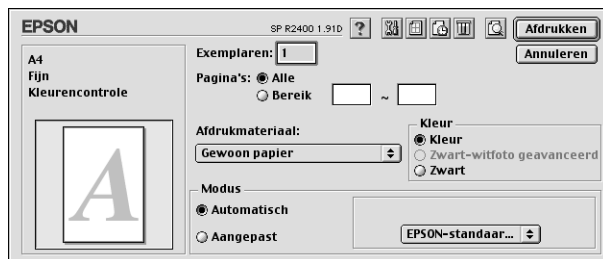 EPSON
SP R2400 1.91D
?
Afdrukken
A4
Fijn
Kleurencontrole
A
Exemplaren: 1
Annuleren
Pagina's: Alle
Bereik ~
Afdrukmateriaal:
Gewoon papier
Kleur
Kleur
Zwart-witfoto geavanceerd
Zwart
Modus
Automatisch
Aangepast
EPSON-standaar...